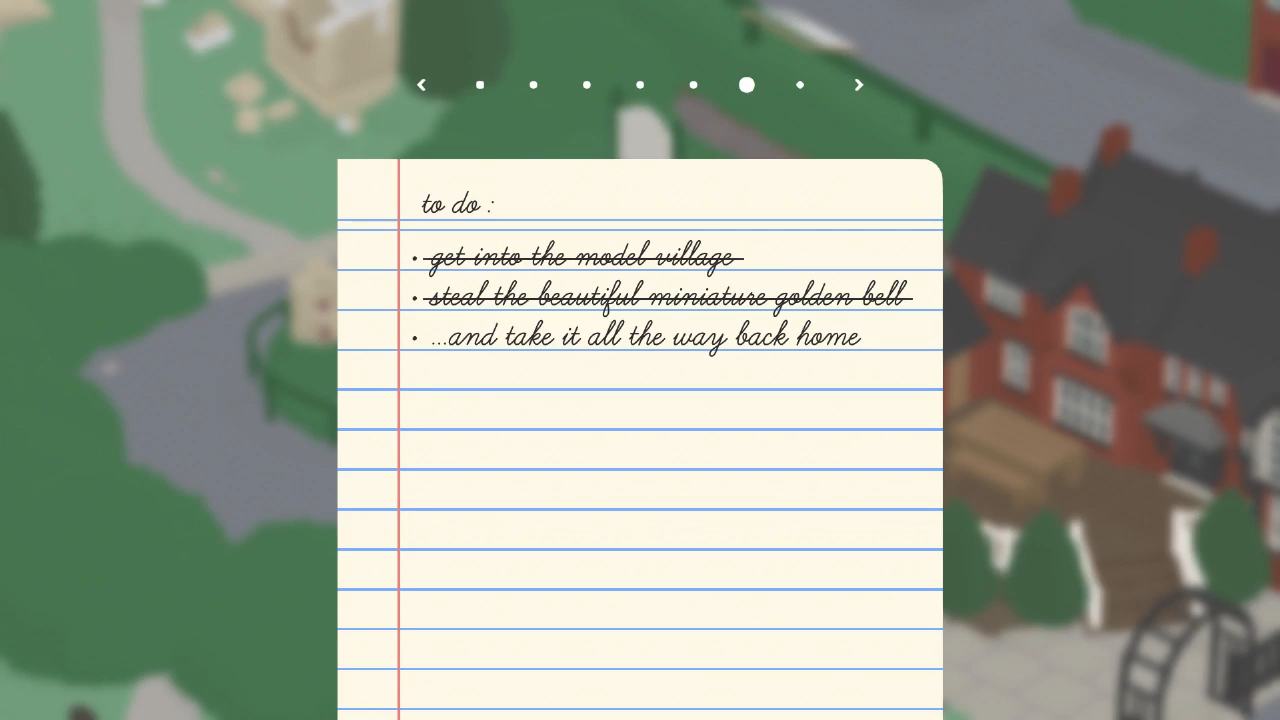 to do :
• get into the model village
• steal the beautiful miniature golden bell
• ...and take it all the way back home